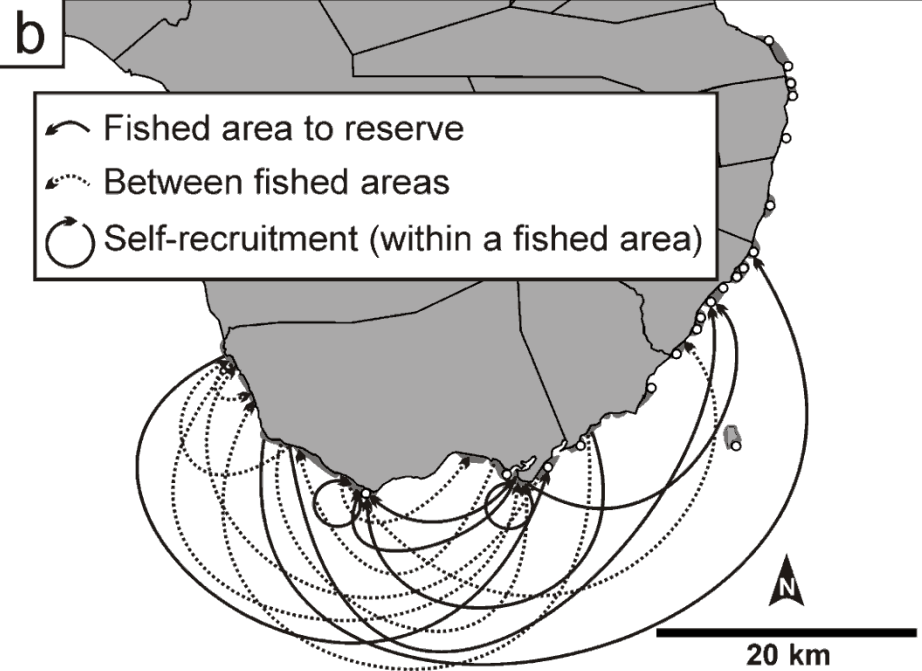 b
Fished area to reserve
Between fished areas
Self-recruitment (within a fished area)
N
20 km